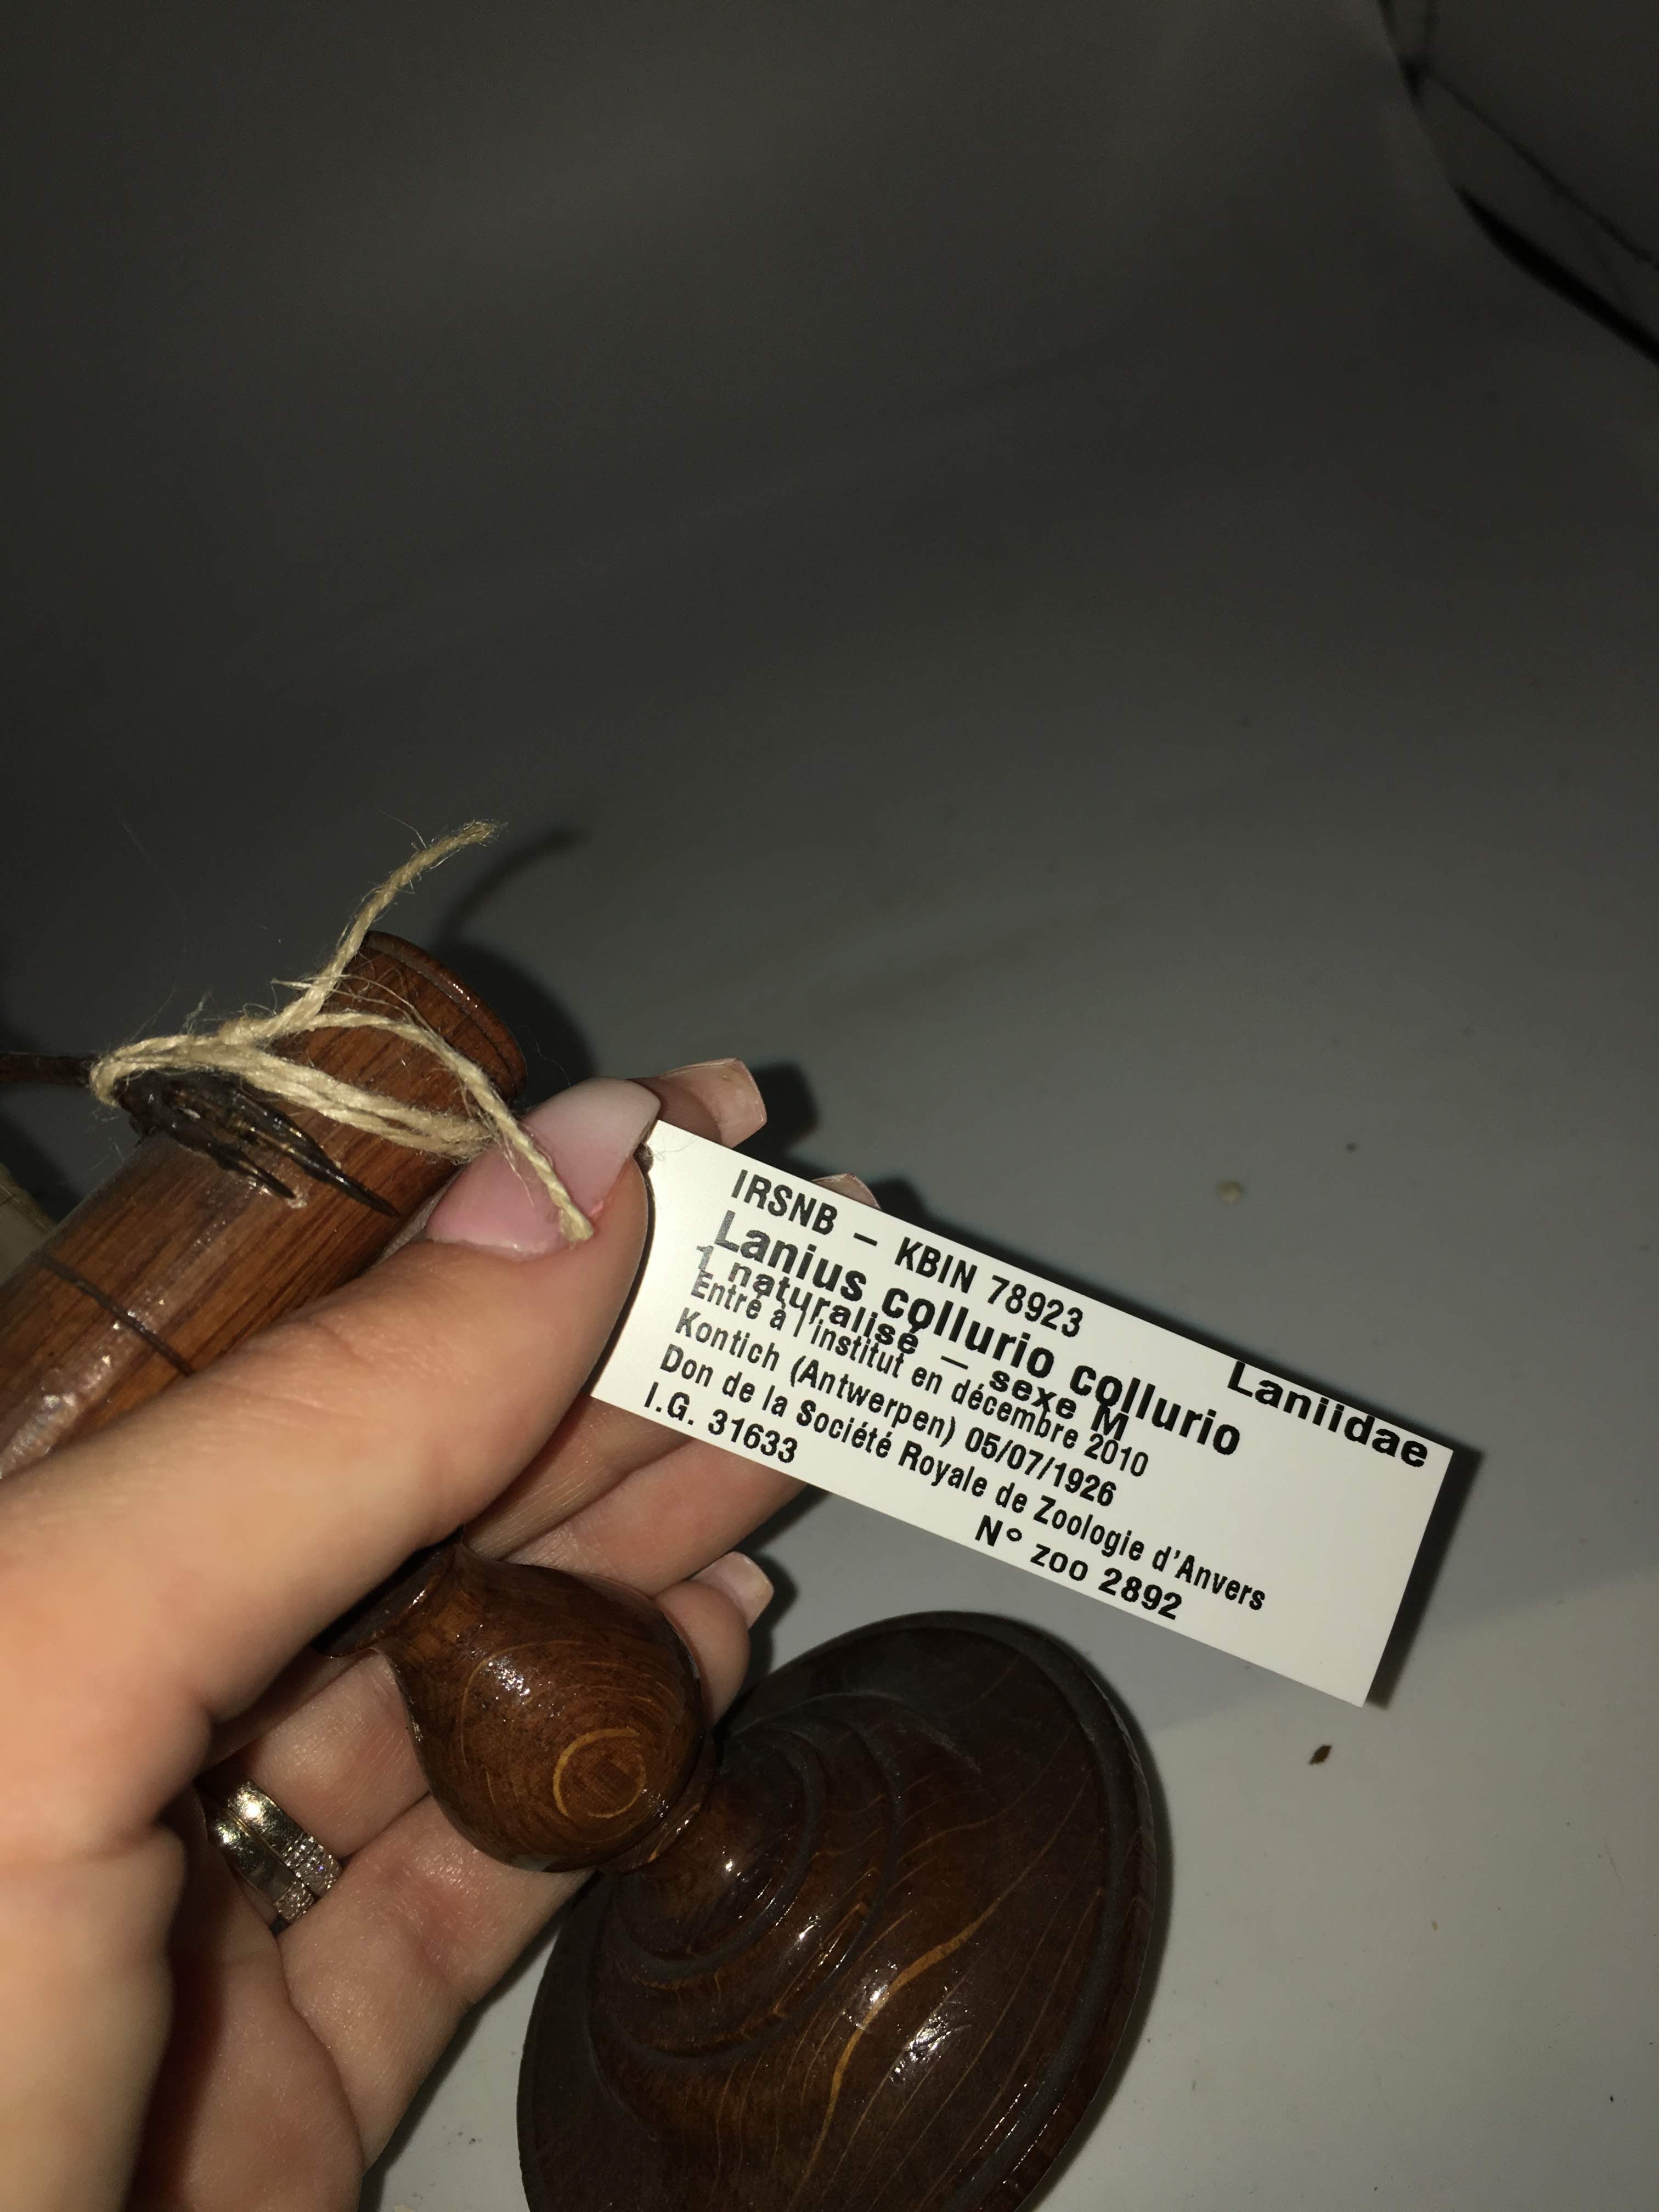 IRSNB – KBIN 78923
Laniidae
Lanius collurio collurio
1 naturalisé – sexe M
Entré à l'institut en décembre 2010
Kontich (Antwerpen) 05/07/1926
Don de la Société Royale de Zoologie d'Anvers
I.G. 31633 N° zoo 2892